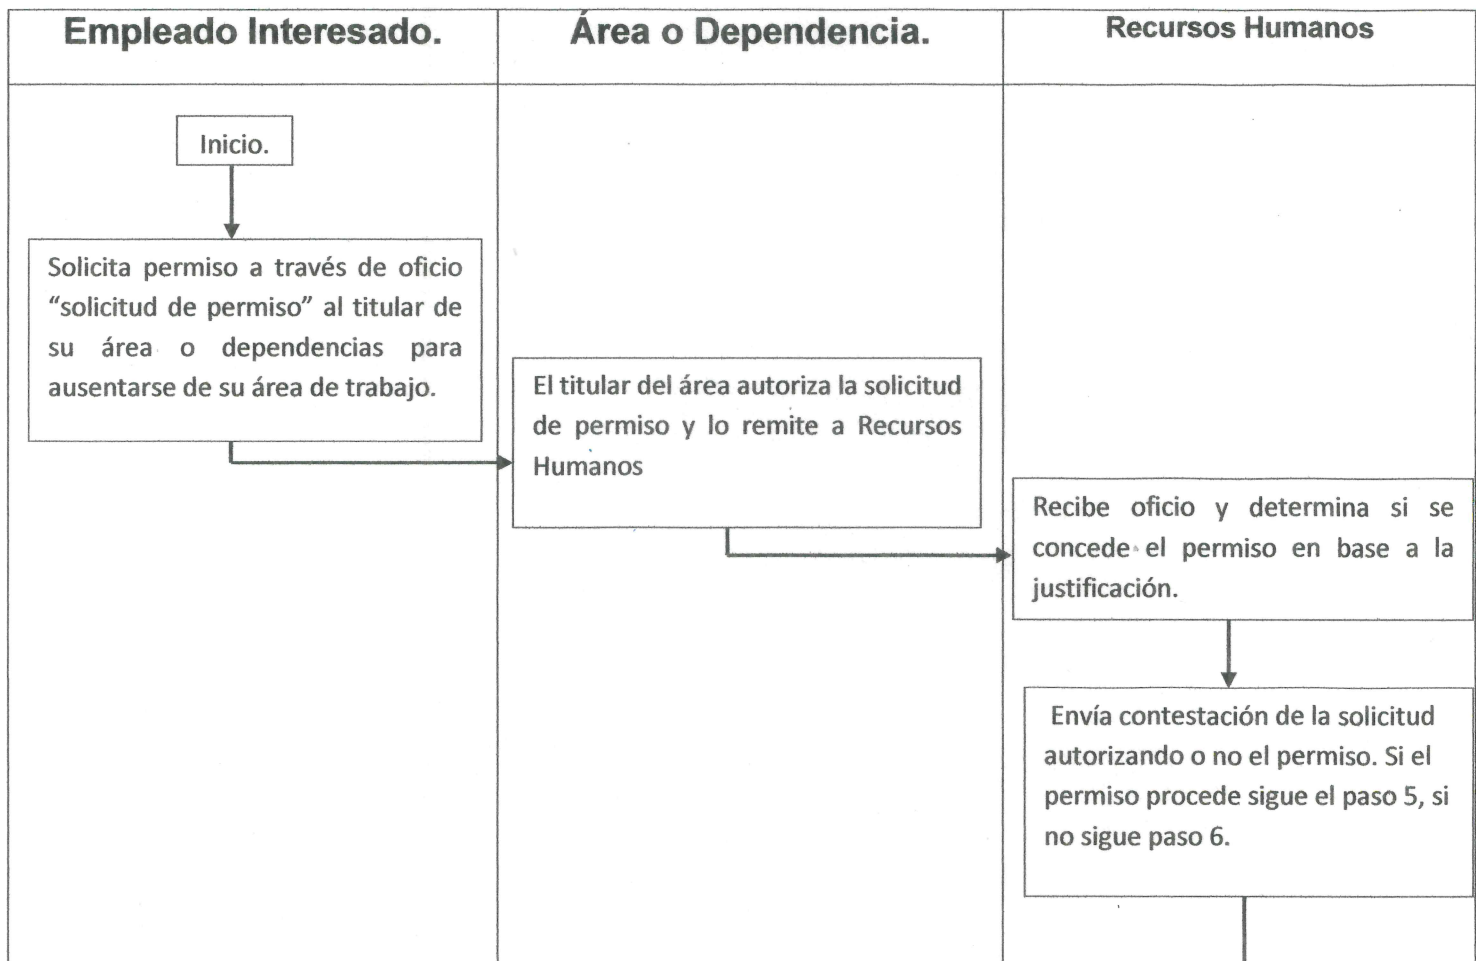 Empleado Interesado.
Área o Dependencia.
Recursos Humanos
Inicio.
Solicita permiso a través de oficio
“solicitud de permiso” al titular de
su área o dependencias para
ausentarse de su área de trabajo.
El titular del área autoriza la solicitud
de permiso y lo remite a Recursos
Humanos
Recibe oficio y determina si se
concede el permiso en base a la
justificación.
Envía contestación de la solicitud
autorizando o no el permiso. Si el
permiso procede sigue el paso 5, si
no sigue paso 6.